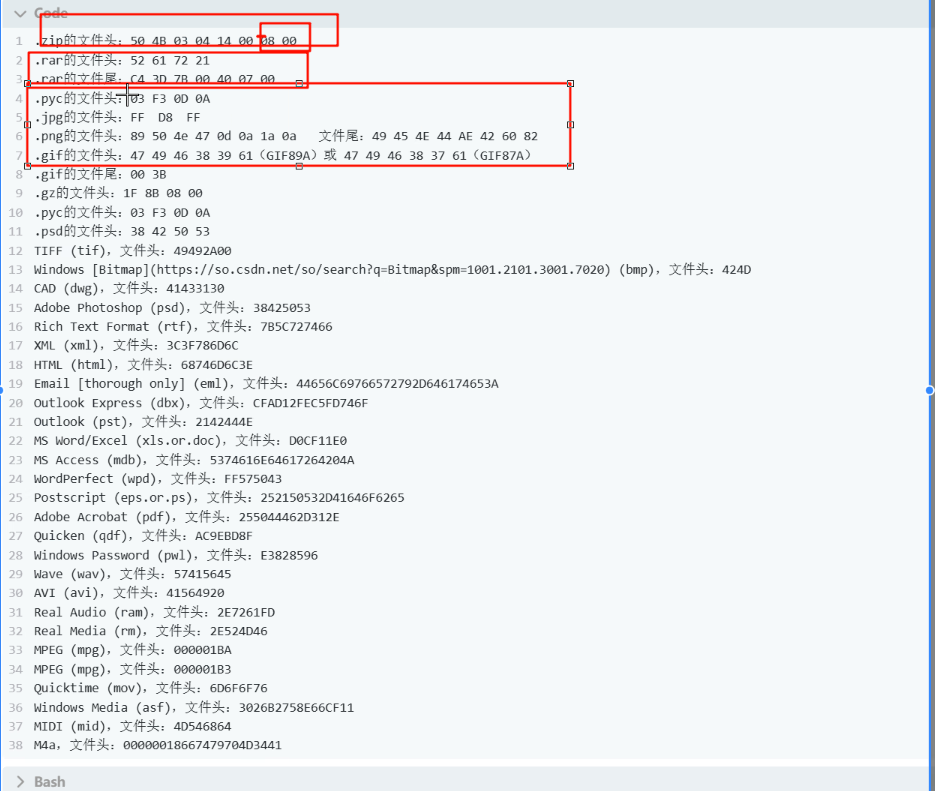 Code
1 .zip的文件头：50 4B 03 04 14 00 08 00
2 .rar的文件头：52 61 72 21
3 .rar的文件尾：C4 3D 7B 00 40 07 00
4 .pyc的文件头：03 F3 0D 0A
5 .jpg的文件头：FF D8 FF
6 .png的文件头：89 50 4e 47 0d 0a 1a 0a 文件尾：49 45 4E 44 AE 42 60 82
7 .gif的文件头：47 49 46 38 39 61（GIF89A）或 47 49 46 38 37 61（GIF87A）
8 .gif的文件尾：00 3B
9 .gz的文件头：1F 8B 08 00
10 .pyc的文件头：03 F3 0D 0A
11 .psd的文件头：38 42 50 53
12 TIFF (tif)，文件头：49492A00
13 Windows [Bitmap](https://so.csdn.net/so/search?q=Bitmap&spm=1001.2101.3001.7020) (bmp)，文件头：424D
14 CAD (dwg)，文件头：41433130
15 Adobe Photoshop (psd)，文件头：38425053
16 Rich Text Format (rtf)，文件头：7B5C727466
17 XML (xml)，文件头：3C3F786D6C
18 HTML (html)，文件头：68746D6C3E
19 Email [thorough only] (eml)，文件头：44656C69766572792D646174653A
20 Outlook Express (dbx)，文件头：CFAD12FEC5FD746F
21 Outlook (pst)，文件头：2142444E
22 MS Word/Excel (xls.or.doc)，文件头：D0CF11E0
23 MS Access (mdb)，文件头：5374616E64617264204A
24 WordPerfect (wpd)，文件头：FF575043
25 Postscript (eps.or.ps)，文件头：252150532D41646F6265
26 Adobe Acrobat (pdf)，文件头：255044462D312E
27 Quicken (qdf)，文件头：AC9EBD8F
28 Windows Password (pwl)，文件头：E3828596
29 Wave (wav)，文件头：57415645
30 AVI (avi)，文件头：41564920
31 Real Audio (ram)，文件头：2E7261FD
32 Real Media (rm)，文件头：2E524D46
33 MPEG (mpg)，文件头：000001BA
34 MPEG (mpg)，文件头：000001B3
35 Quicktime (mov)，文件头：6D6F6F76
36 Windows Media (asf)，文件头：3026B2758E66CF11
37 MIDI (mid)，文件头：4D546864
38 M4a，文件头：00000018667479704D3441
Bash